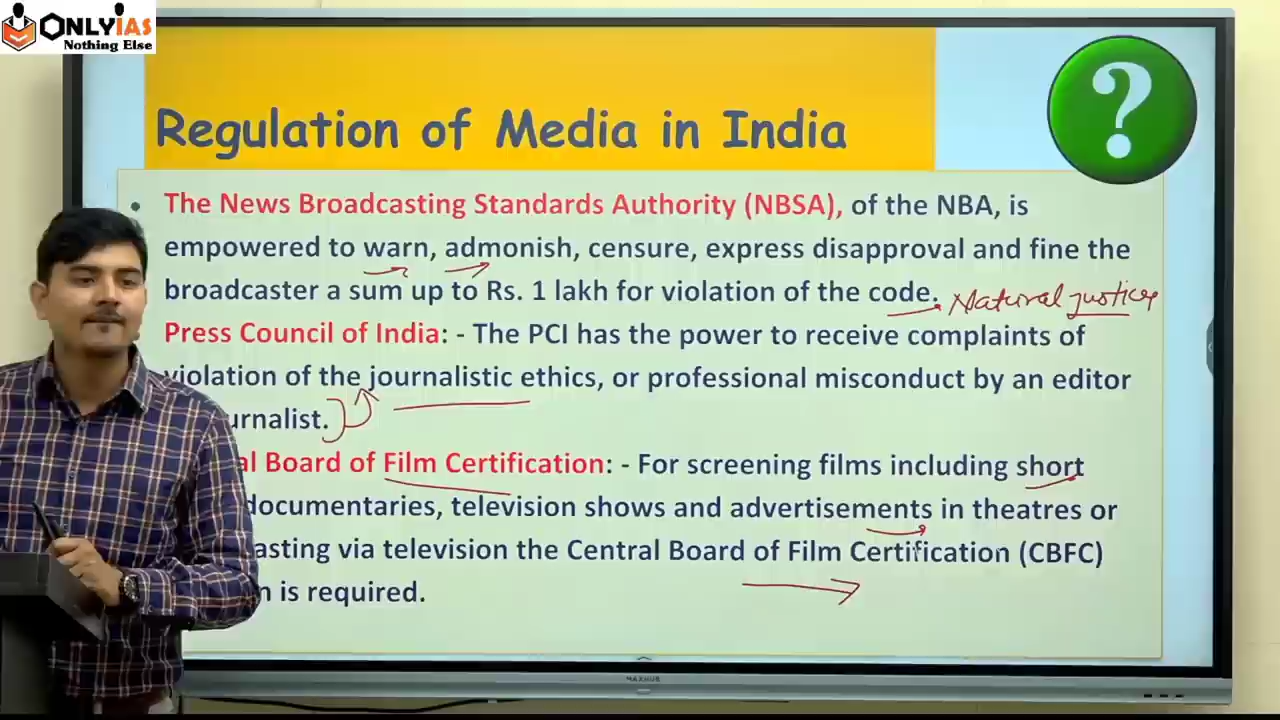 ONLYIAS
Nothing Else
Regulation of Media in India
?
• The News Broadcasting Standards Authority (NBSA), of the NBA, is
empowered to warn, admonish, censure, express disapproval and fine the
broadcaster a sum up to Rs. 1 lakh for violation of the code. Natural justice
Press Council of India: - The PCI has the power to receive complaints of
violation of the journalistic ethics, or professional misconduct by an editor
urnalist.
al Board of Film Certification: - For screening films including short
documentaries, television shows and advertisements in theatres or
asting via television the Central Board of Film Certification (CBFC)
n is required.
MAXHUB